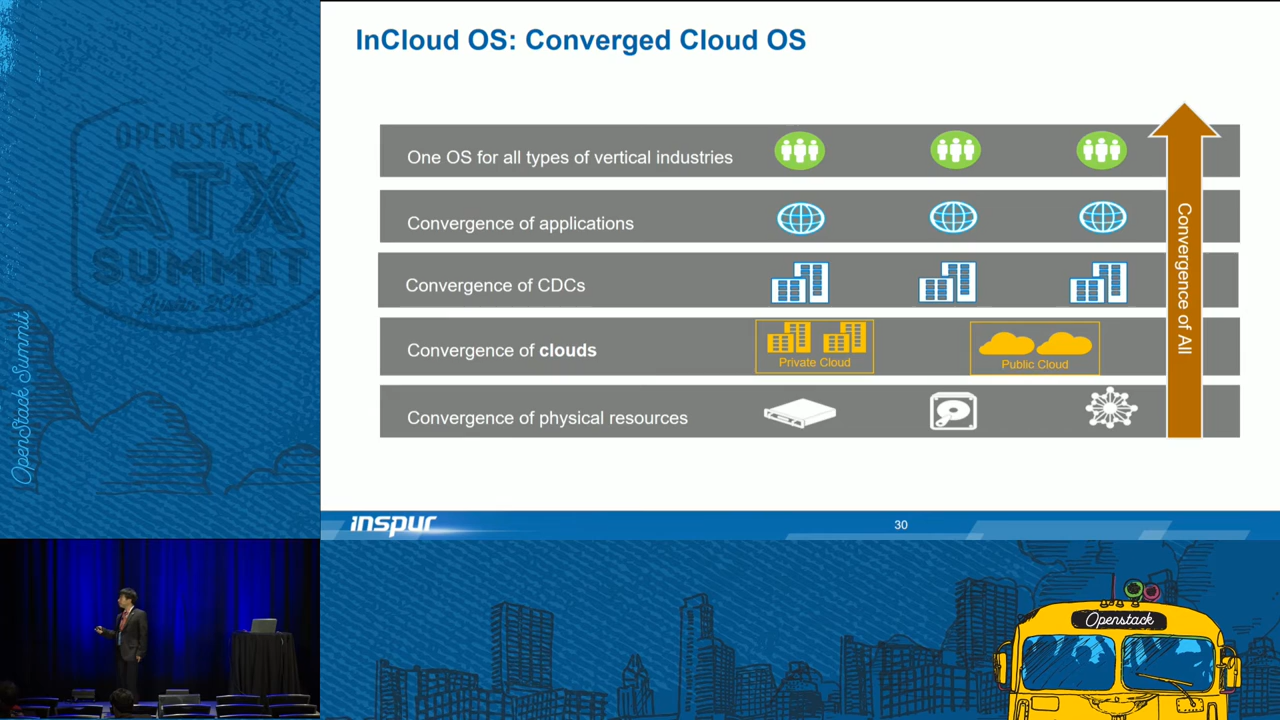 InCloud OS: Converged Cloud OS
One OS for all types of vertical industries
Convergence of applications
Convergence of CDCs
Convergence of clouds
Private Cloud
Public Cloud
Convergence of physical resources
Convergence of All
inspur
30
OPENSTACK
ATX
SUMMIT
OpenStack Summit
Openstack